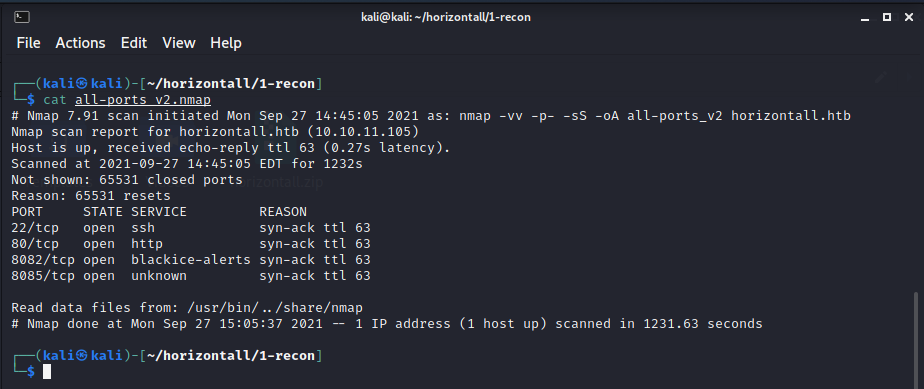 kali@kali: ~/horizontall/1-recon
File Actions Edit View Help
┌──(kali㉿kali)-[~/horizontall/1-recon]
└─$ cat all-ports_v2.nmap
# Nmap 7.91 scan initiated Mon Sep 27 14:45:05 2021 as: nmap -vv -p- -sS -oA all-ports_v2 horizontall.htb
Nmap scan report for horizontall.htb (10.10.11.105)
Host is up, received echo-reply ttl 63 (0.27s latency).
Scanned at 2021-09-27 14:45:05 EDT for 1232s
Not shown: 65531 closed ports
Reason: 65531 resets
PORT     STATE SERVICE         REASON
22/tcp   open  ssh             syn-ack ttl 63
80/tcp   open  http            syn-ack ttl 63
8082/tcp open  blackice-alerts syn-ack ttl 63
8085/tcp open  unknown         syn-ack ttl 63
Read data files from: /usr/bin/../share/nmap
# Nmap done at Mon Sep 27 15:05:37 2021 -- 1 IP address (1 host up) scanned in 1231.63 seconds
┌──(kali㉿kali)-[~/horizontall/1-recon]
└─$